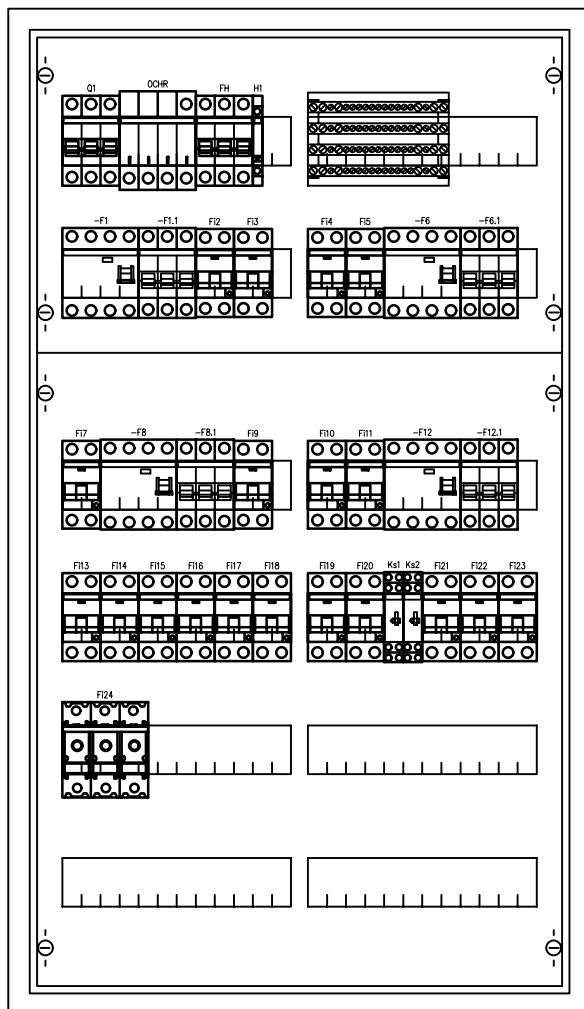 Q1 OCHR FH H1
-F1 -F1.1 Fi2 Fi3 Fi4 Fi5 -F6 -F6.1
Fi7 -F8 -F8.1 Fi9 Fi10 Fi11 -F12 -F12.1
Fi13 Fi14 Fi15 Fi16 Fi17 Fi18 Fi19 Fi20 Ks1 Ks2 Fi21 Fi22 Fi23
Fi24